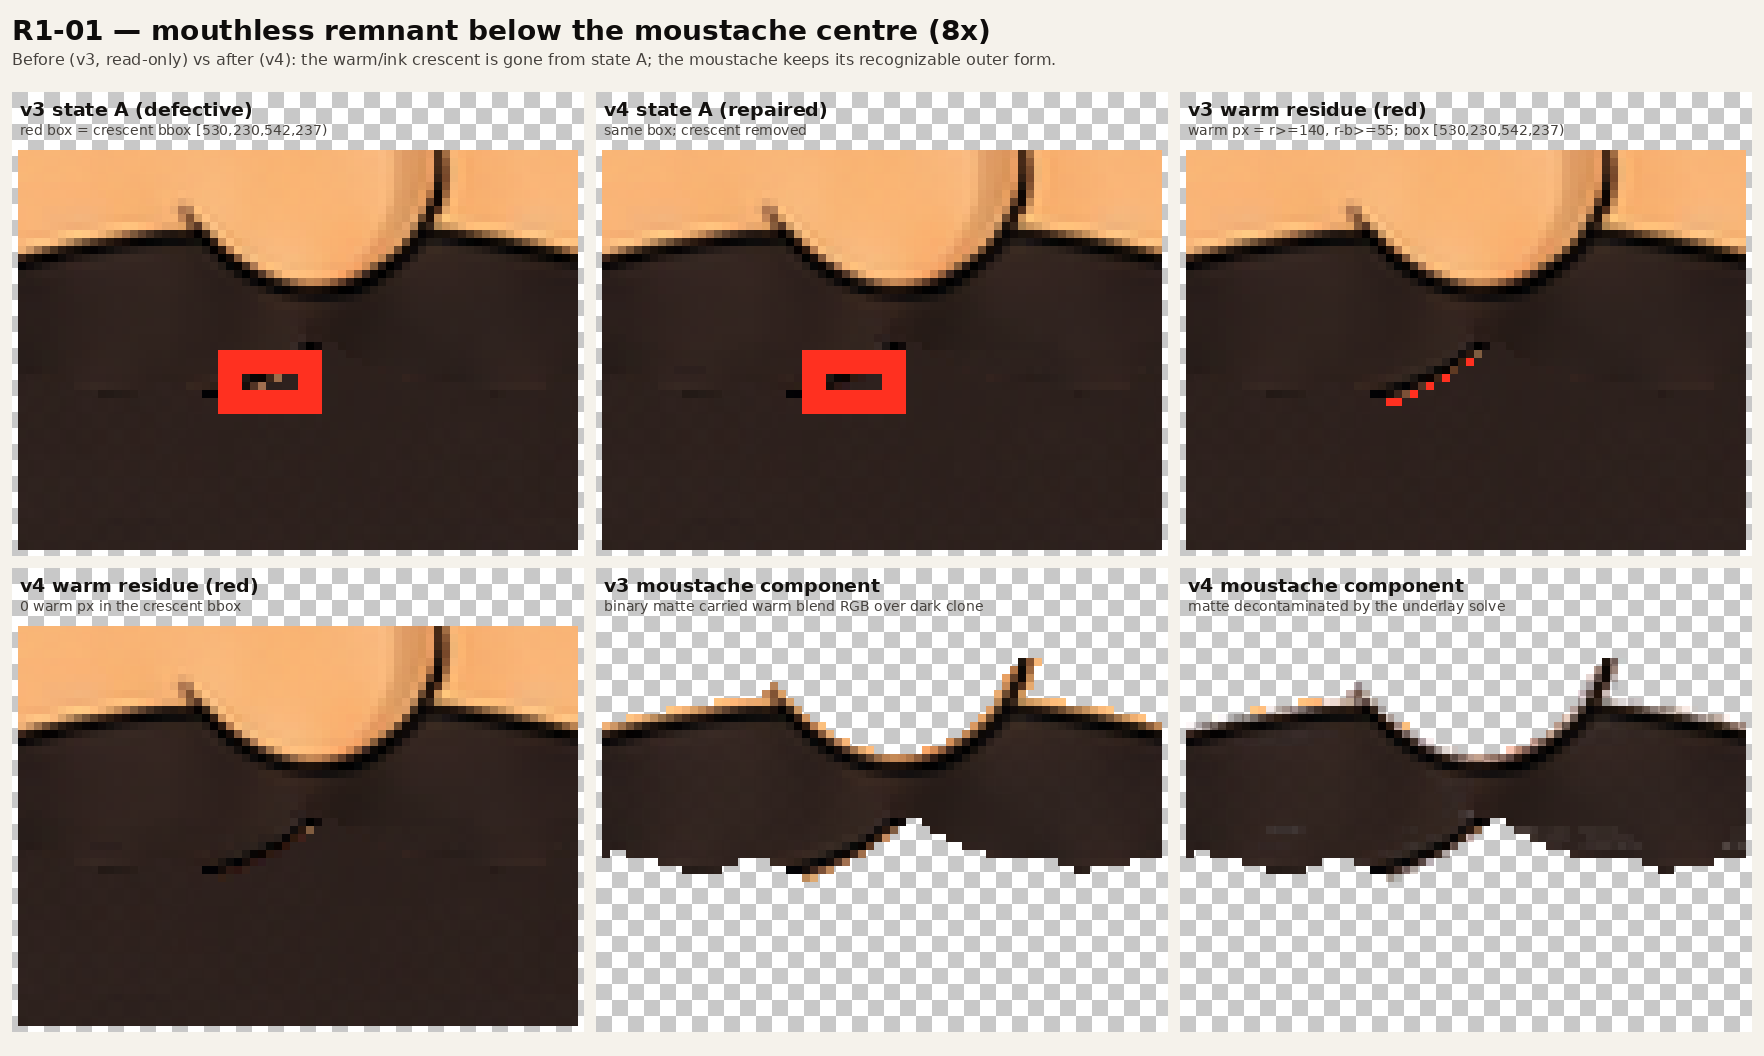 R1-01 — mouthless remnant below the moustache centre (8x)
Before (v3, read-only) vs after (v4): the warm/ink crescent is gone from state A; the moustache keeps its recognizable outer form.
v3 state A (defective)
red box = crescent bbox [530,230,542,237)
v4 state A (repaired)
same box; crescent removed
v3 warm residue (red)
warm px = r>=140, r-b>=55; box [530,230,542,237)
v4 warm residue (red)
0 warm px in the crescent bbox
v3 moustache component
binary matte carried warm blend RGB over dark clone
v4 moustache component
matte decontaminated by the underlay solve